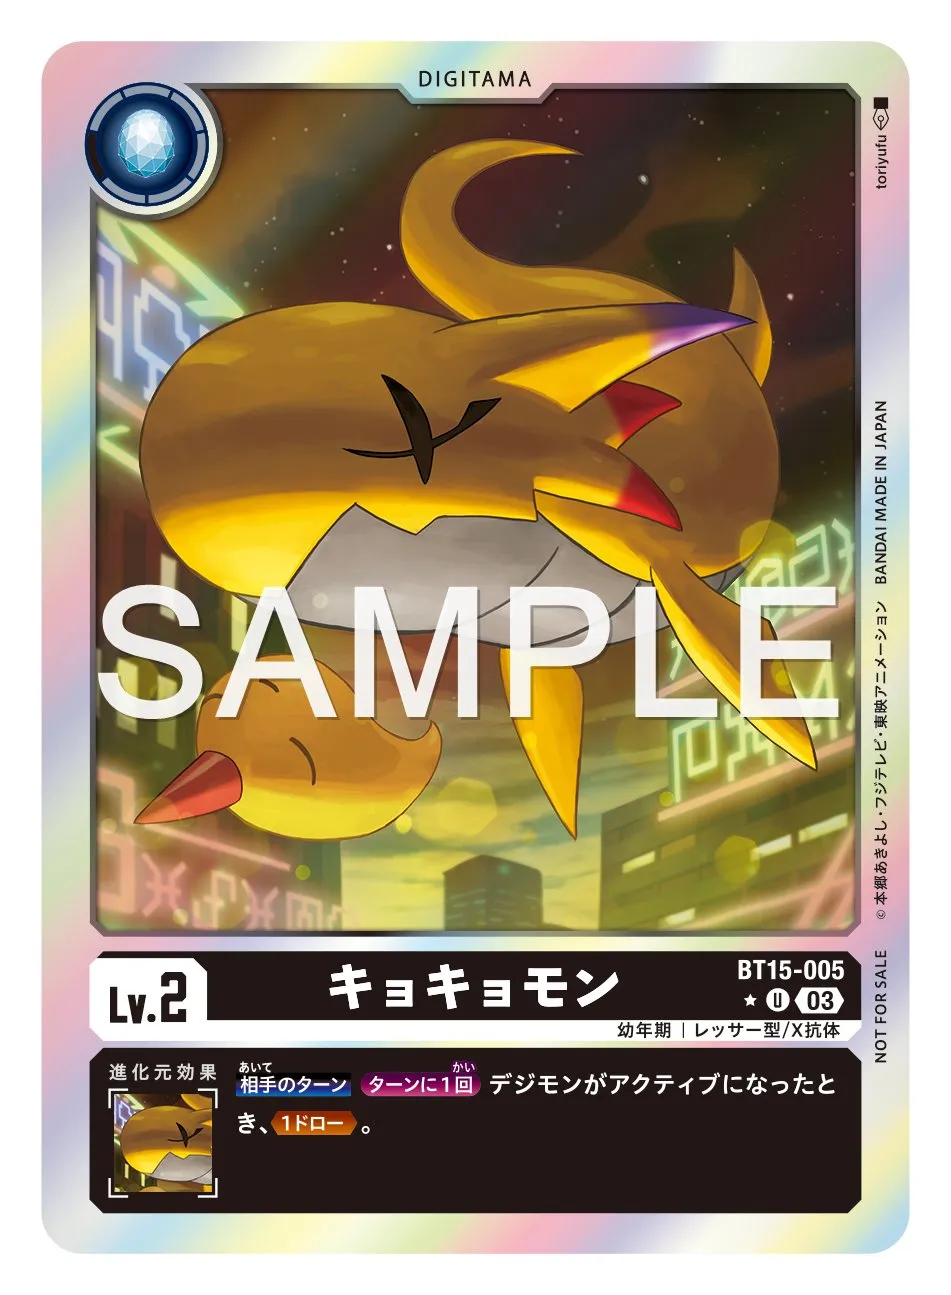 DIGITAMA
toriyufu
SAMPLE
© 本郷あきよし・フジテレビ・東映アニメーション BANDAI MADE IN JAPAN
NOT FOR SALE
Lv.2
キョキョモン
BT15-005
U 03
幼年期 | レッサー型/X抗体
進化元効果
あいて かい
相手のターン ターンに1回 デジモンがアクティブになったと
き、1ドロー。